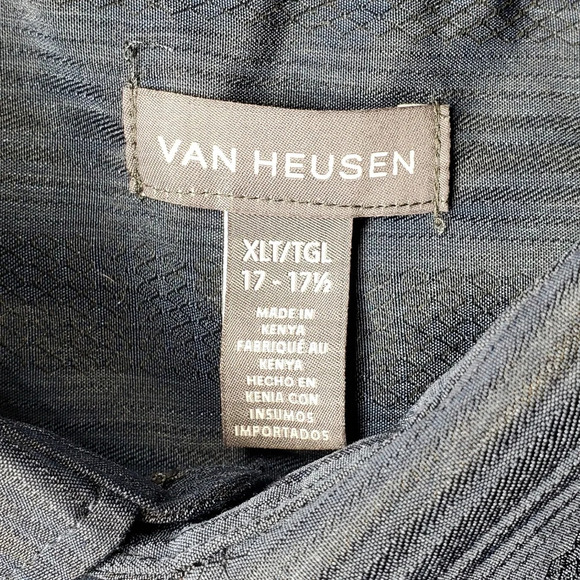 VAN HEUSEN
XLT/TGL
17 - 17½
MADE IN
KENYA
FABRIQUÉ AU
KENYA
HECHO EN
KENIA CON
INSUMOS
IMPORTADOS